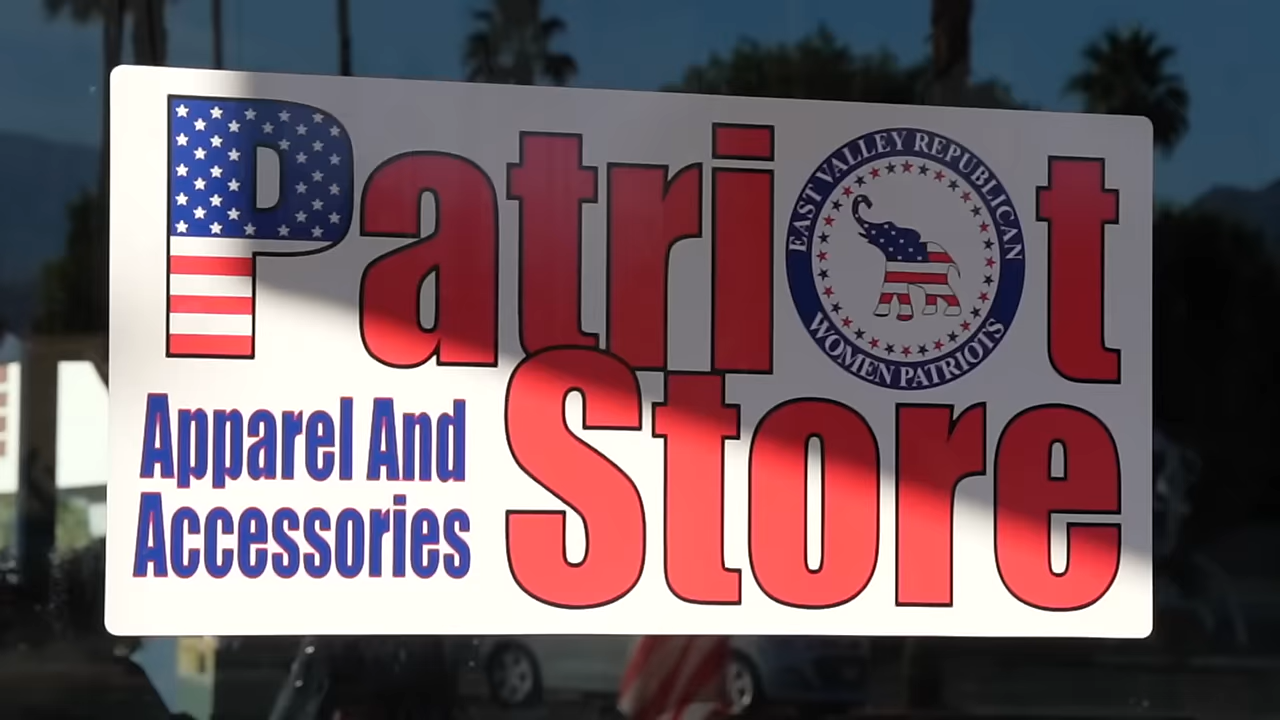 Patriot
EAST VALLEY REPUBLICAN
WOMEN PATRIOTS
Store
Apparel And
Accessories